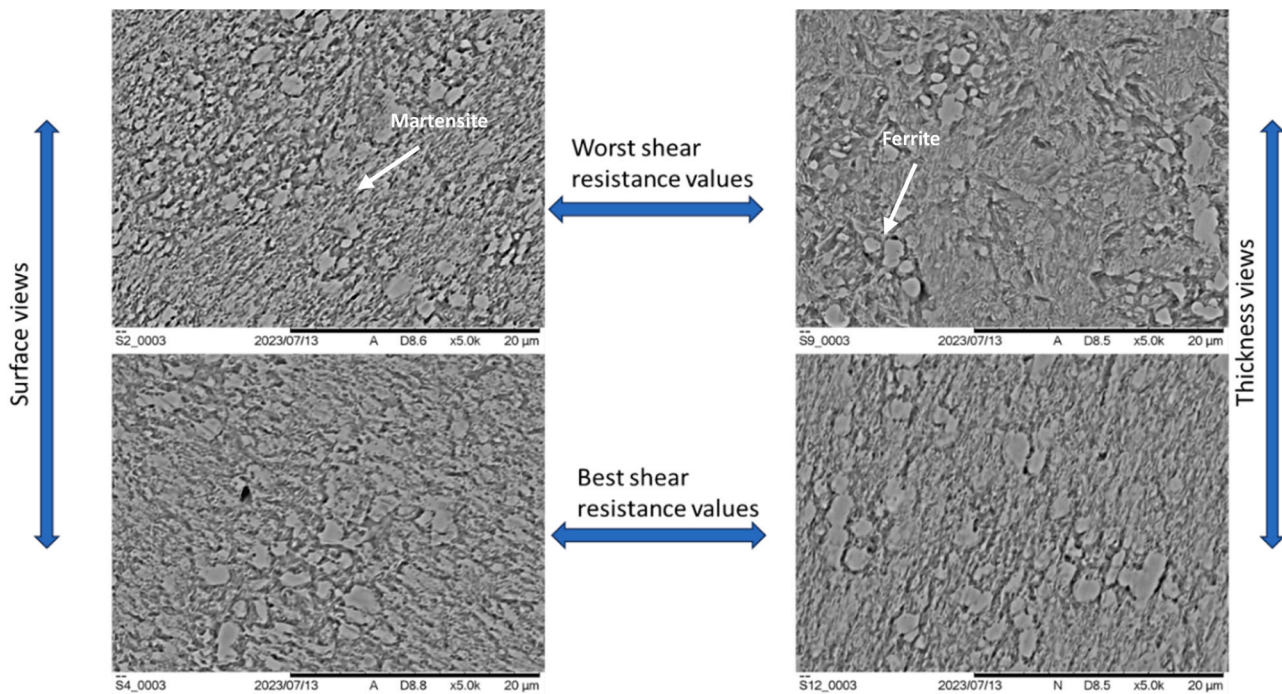 Martensite
S2_0003 2023/07/13 A D8.6 x5.0k 20 µm
Surface views
Worst shear
resistance values
Ferrite
S9_0003 2023/07/13 A D8.5 x5.0k 20 µm
Thickness views
S4_0003 2023/07/13 A D8.8 x5.0k 20 µm
Best shear
resistance values
S12_0003 2023/07/13 N D8.5 x5.0k 20 µm